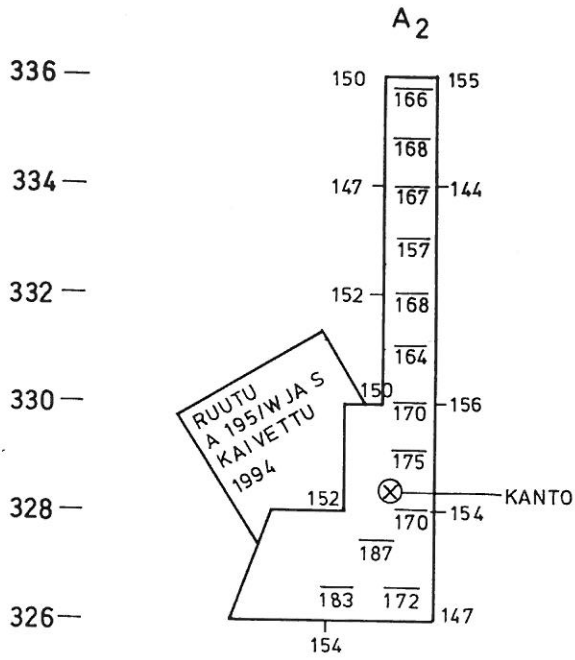 A2
336 150 155
166
168
334 147 167 144
157
332 152 168
164
330 150 170 156
RUUTU
A 195/W JA S
KAIVETTU
1994
175
152 KANTO
328 170 154
187
183 172
326 147
154